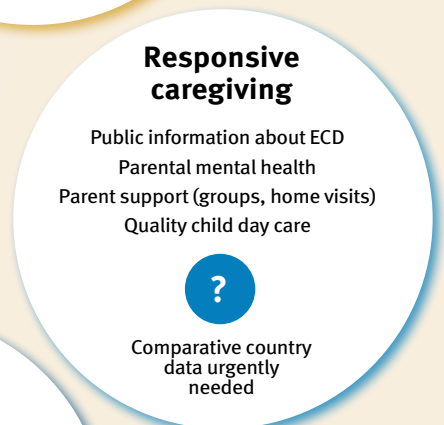 Responsive
caregiving
Public information about ECD
Parental mental health
Parent support (groups, home visits)
Quality child day care
?
Comparative country
data urgently
needed